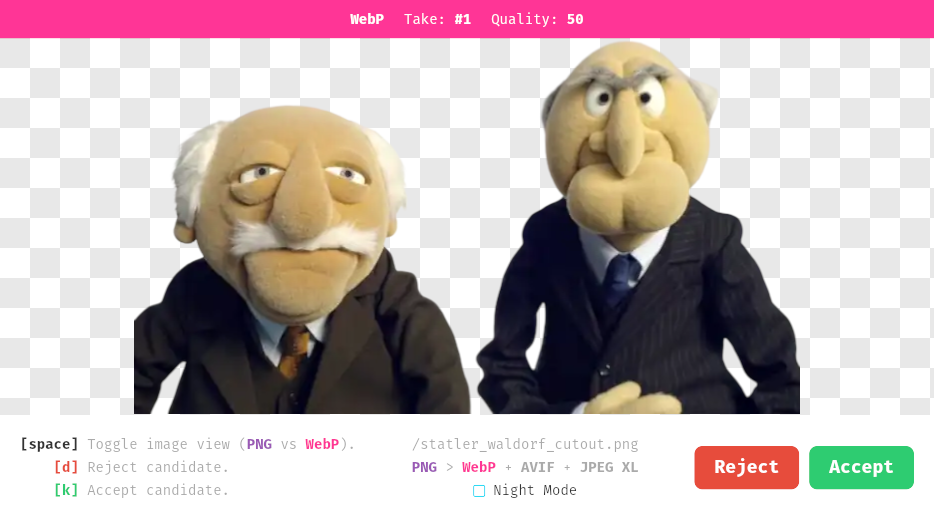 WebP Take: #1 Quality: 50
[space] Toggle image view (PNG vs WebP).
[d] Reject candidate.
[k] Accept candidate.
/statler_waldorf_cutout.png
PNG > WebP + AVIF + JPEG XL
Night Mode
Reject
Accept